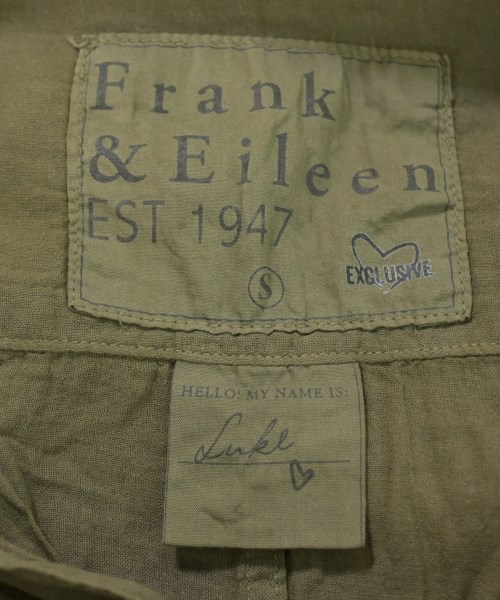 Frank
& Eileen
EST 1947
EXCLUSIVE
S
HELLO! MY NAME IS:
Luke